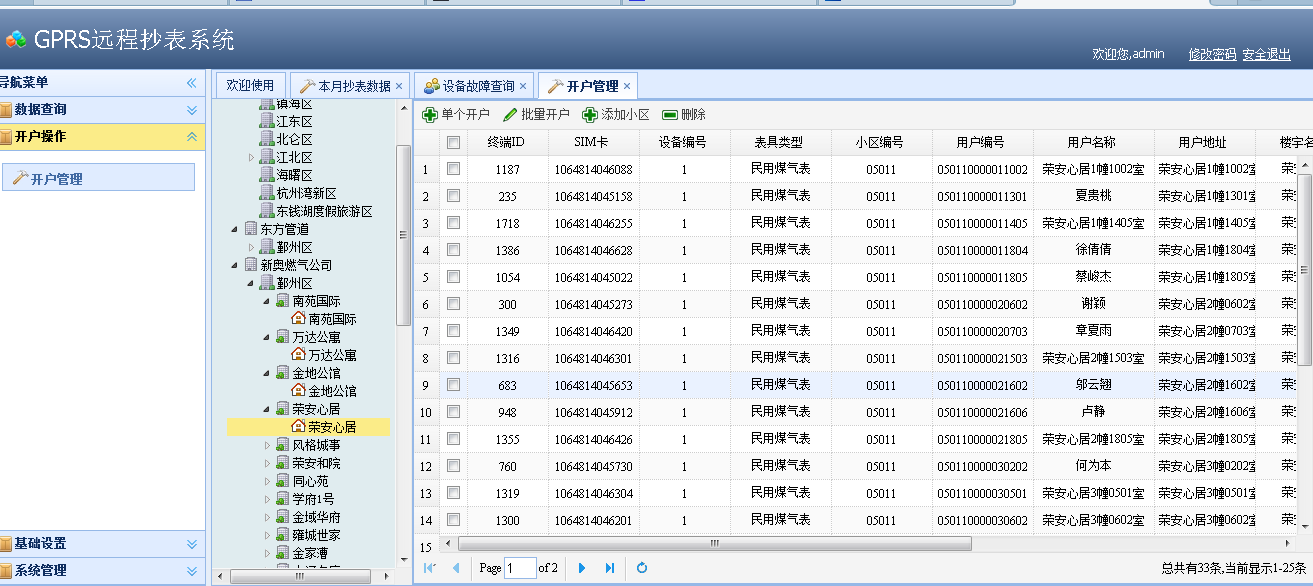 GPRS远程抄表系统
欢迎您,admin 修改密码 安全退出
导航菜单
数据查询
开户操作
开户管理
基础设置
系统管理
欢迎使用 本月抄表数据 设备故障查询 开户管理
镇海区
江东区
北仑区
江北区
海曙区
杭州湾新区
东钱湖度假旅游区
东方管道
鄞州区
新奥燃气公司
鄞州区
南苑国际
南苑国际
万达公寓
万达公寓
金地公馆
金地公馆
荣安心居
荣安心居
风格城事
荣安和院
同心苑
学府1号
金域华府
雍城世家
金家漕
单个开户 批量开户 添加小区 删除
终端ID SIM卡 设备编号 表具类型 小区编号 用户编号 用户名称 用户地址 楼宇名
1 1187 1064814046088 1 民用煤气表 05011 050110000011002 荣安心居1幢1002室 荣安心居1幢1002室 荣
2 235 1064814045158 1 民用煤气表 05011 050110000011301 夏贵桃 荣安心居1幢1301室 荣
3 1718 1064814046255 1 民用煤气表 05011 050110000011405 荣安心居1幢1405室 荣安心居1幢1405室 荣
4 1386 1064814046628 1 民用煤气表 05011 050110000011804 徐倩倩 荣安心居1幢1804室 荣
5 1054 1064814045022 1 民用煤气表 05011 050110000011805 蔡峻杰 荣安心居1幢1805室 荣
6 300 1064814045273 1 民用煤气表 05011 050110000020602 谢颖 荣安心居2幢0602室 荣
7 1349 1064814046420 1 民用煤气表 05011 050110000020703 章夏雨 荣安心居2幢0703室 荣
8 1316 1064814046301 1 民用煤气表 05011 050110000021503 荣安心居2幢1503室 荣安心居2幢1503室 荣
9 683 1064814045653 1 民用煤气表 05011 050110000021602 邬云翘 荣安心居2幢1602室 荣
10 948 1064814045912 1 民用煤气表 05011 050110000021606 卢静 荣安心居2幢1606室 荣
11 1355 1064814046426 1 民用煤气表 05011 050110000021805 荣安心居2幢1805室 荣安心居2幢1805室 荣
12 760 1064814045730 1 民用煤气表 05011 050110000030202 何为本 荣安心居3幢0202室 荣
13 1319 1064814046304 1 民用煤气表 05011 050110000030501 荣安心居3幢0501室 荣安心居3幢0501室 荣
14 1300 1064814046201 1 民用煤气表 05011 050110000030602 荣安心居3幢0602室 荣安心居3幢0602室 荣
15
Page 1 of 2 总共有33条,当前显示1-25条